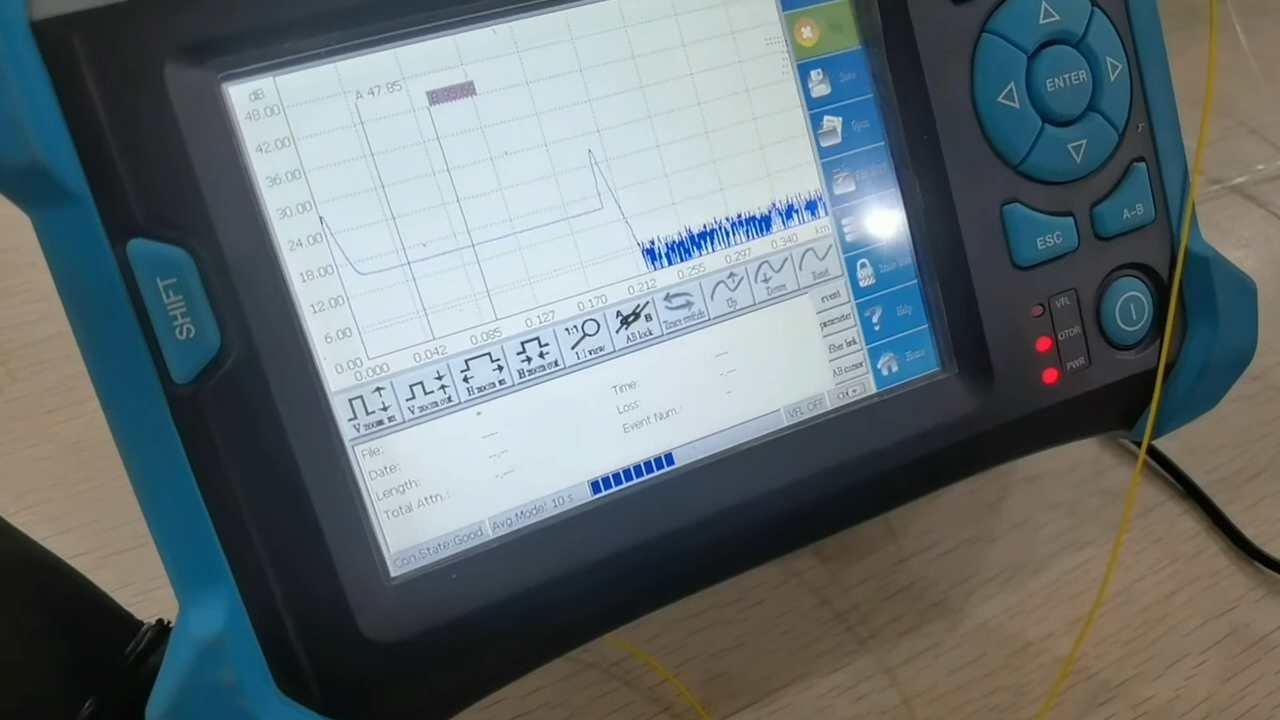 dB
48.00
42.00
36.00
30.00
24.00
18.00
12.00
6.00
0.00
A 47.85
0.000
0.042
0.085
0.127
0.170
0.212
0.255
0.297
0.340
km
V zoom in
V zoom out
H zoom in
H zoom out
1:1
1:1 view
A B
AB lock
Up
Down
event
parameter
fiber link
AB cursor
File:
Date:
Length:
Total Attn.:
Time:
Loss:
Event Num.:
Con.State:Good
Avg.Mode: 10 s
VFL OFF
Save
Open
Help
Home
SHIFT
ENTER
ESC
A-B
VFL
OTDR
PWR